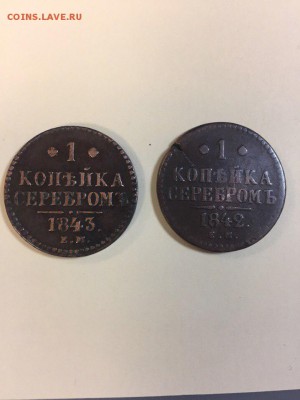 COINS.LAVE.RU
1
КОПѢЙКА
СЕРЕБРОМЪ
1843.
Е.М.
1
КОПѢЙКА
СЕРЕБРОМЪ
1842.
Е.М.